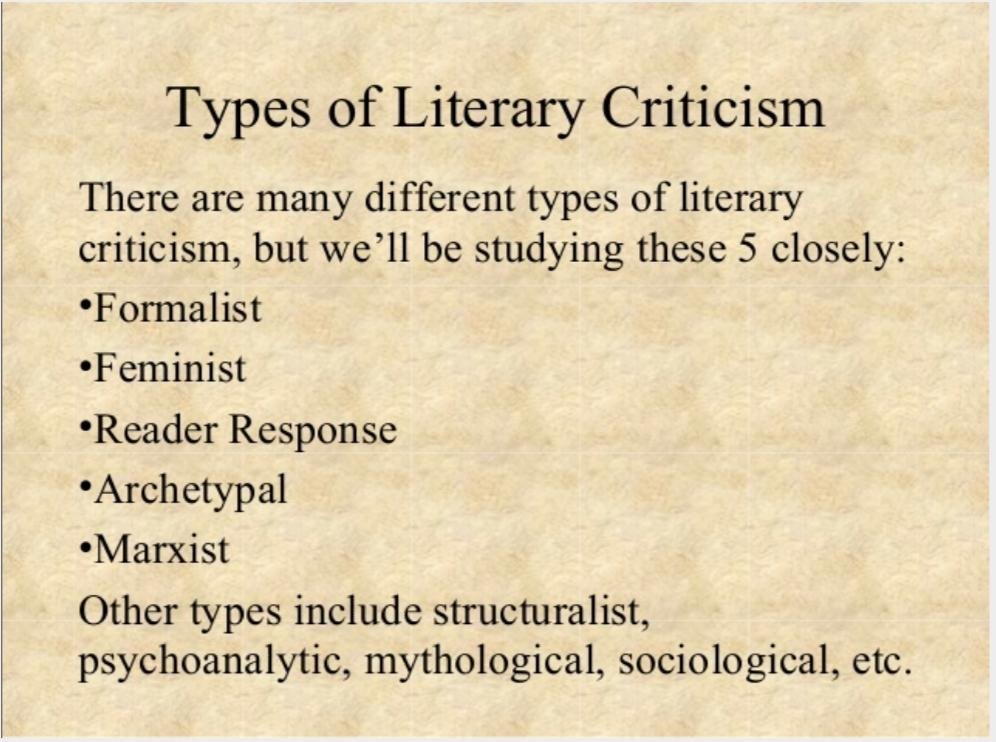 Types of Literary Criticism
There are many different types of literary
criticism, but we’ll be studying these 5 closely:
•Formalist
•Feminist
•Reader Response
•Archetypal
•Marxist
Other types include structuralist,
psychoanalytic, mythological, sociological, etc.